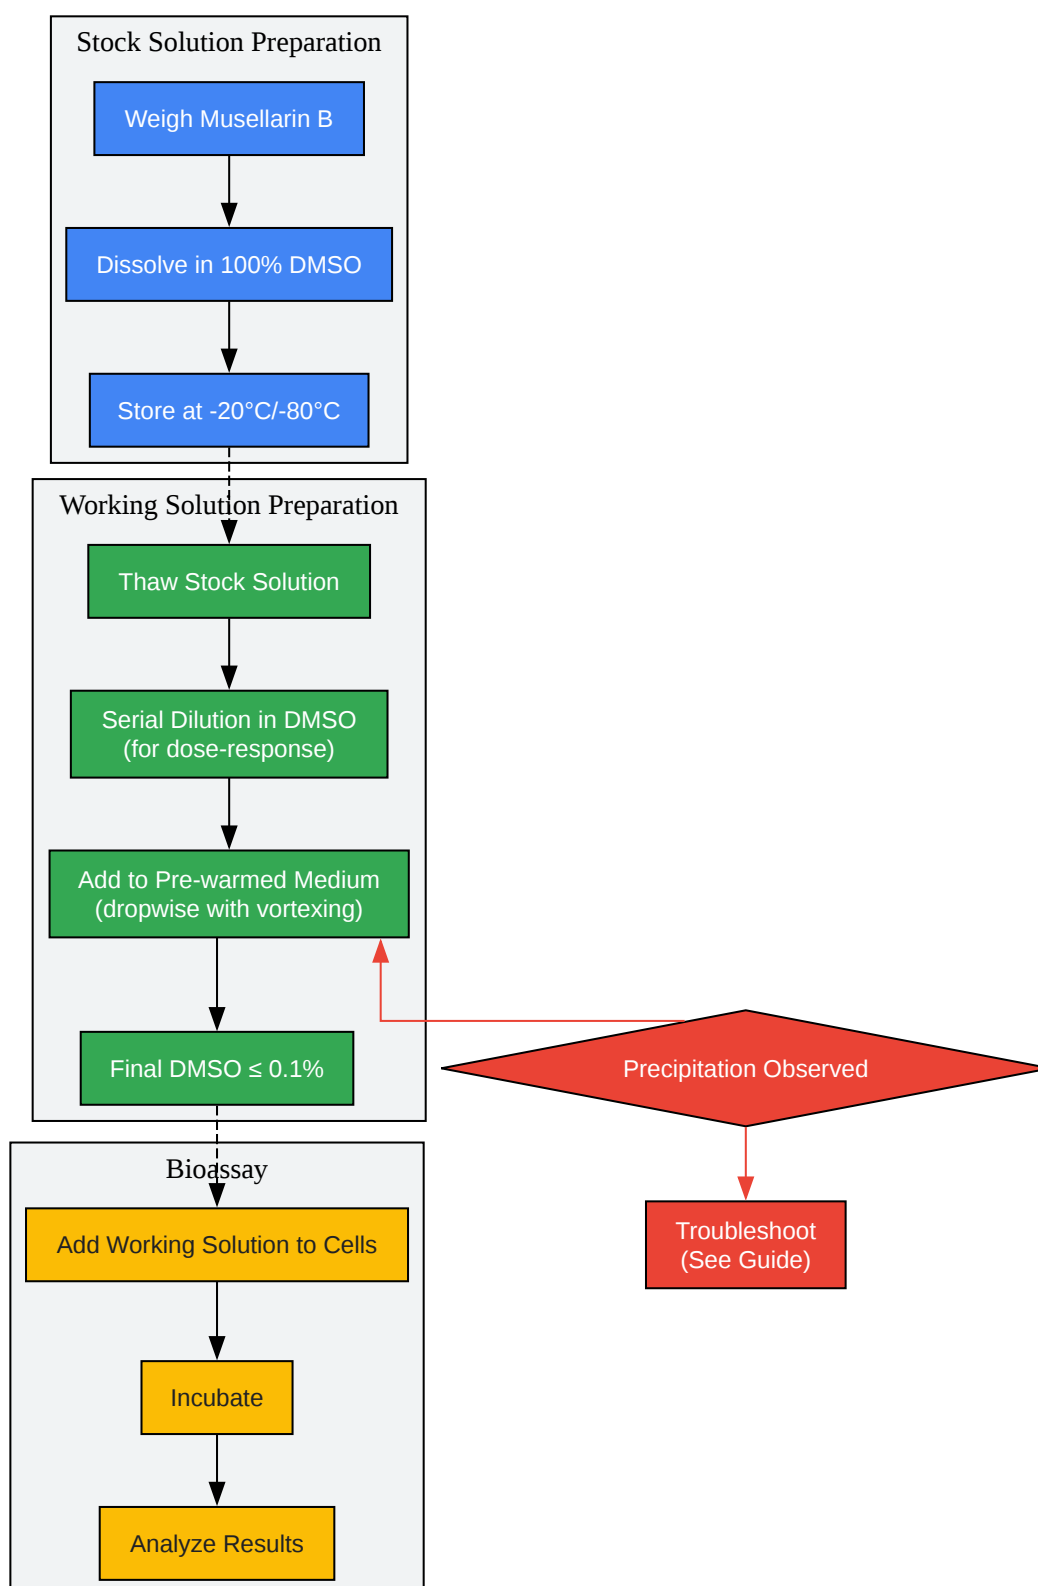 Stock Solution Preparation
Weigh Musellarin B
Dissolve in 100% DMSO
Store at -20°C/-80°C
Working Solution Preparation
Thaw Stock Solution
Serial Dilution in DMSO
(for dose-response)
Add to Pre-warmed Medium
(dropwise with vortexing)
Final DMSO ≤ 0.1%
Precipitation Observed
Troubleshoot
(See Guide)
Bioassay
Add Working Solution to Cells
Incubate
Analyze Results